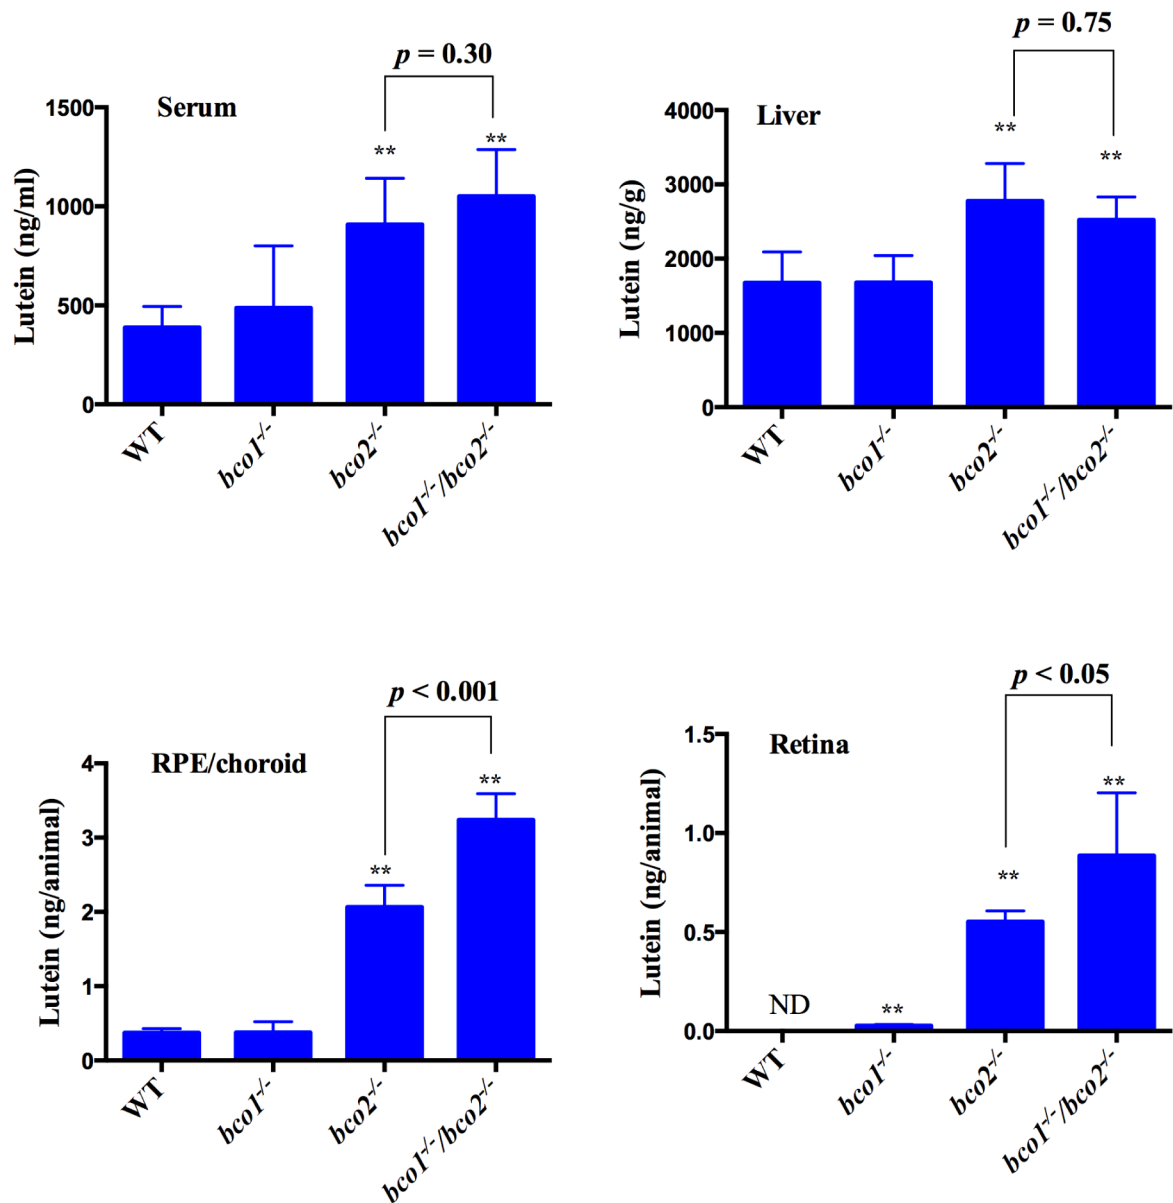 p = 0.30
Serum
Lutein (ng/ml)
1500
1000
500
0
**
**
WT
bco1-/-
bco2-/-
bco1-/-/bco2-/-
p = 0.75
Liver
Lutein (ng/g)
4000
3000
2000
1000
0
**
**
WT
bco1-/-
bco2-/-
bco1-/-/bco2-/-
p < 0.001
RPE/choroid
Lutein (ng/animal)
4
3
2
1
0
**
**
WT
bco1-/-
bco2-/-
bco1-/-/bco2-/-
p < 0.05
Retina
Lutein (ng/animal)
1.5
1.0
0.5
0.0
ND
**
**
**
WT
bco1-/-
bco2-/-
bco1-/-/bco2-/-